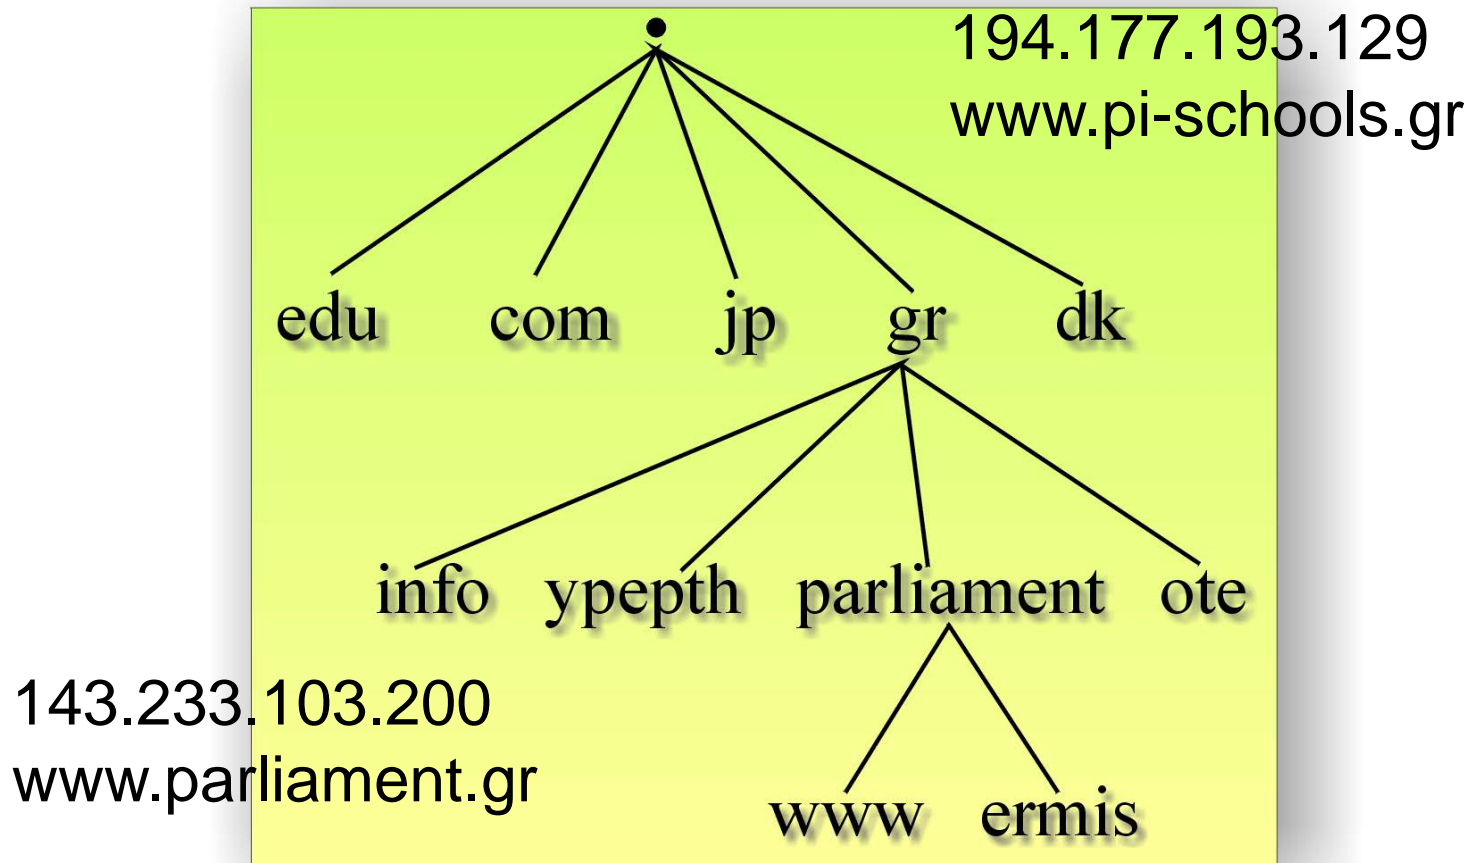 194.177.193.129
www.pi-schools.gr
edu com jp gr dk
info ypepth parliament ote
143.233.103.200
www.parliament.gr
www ermis